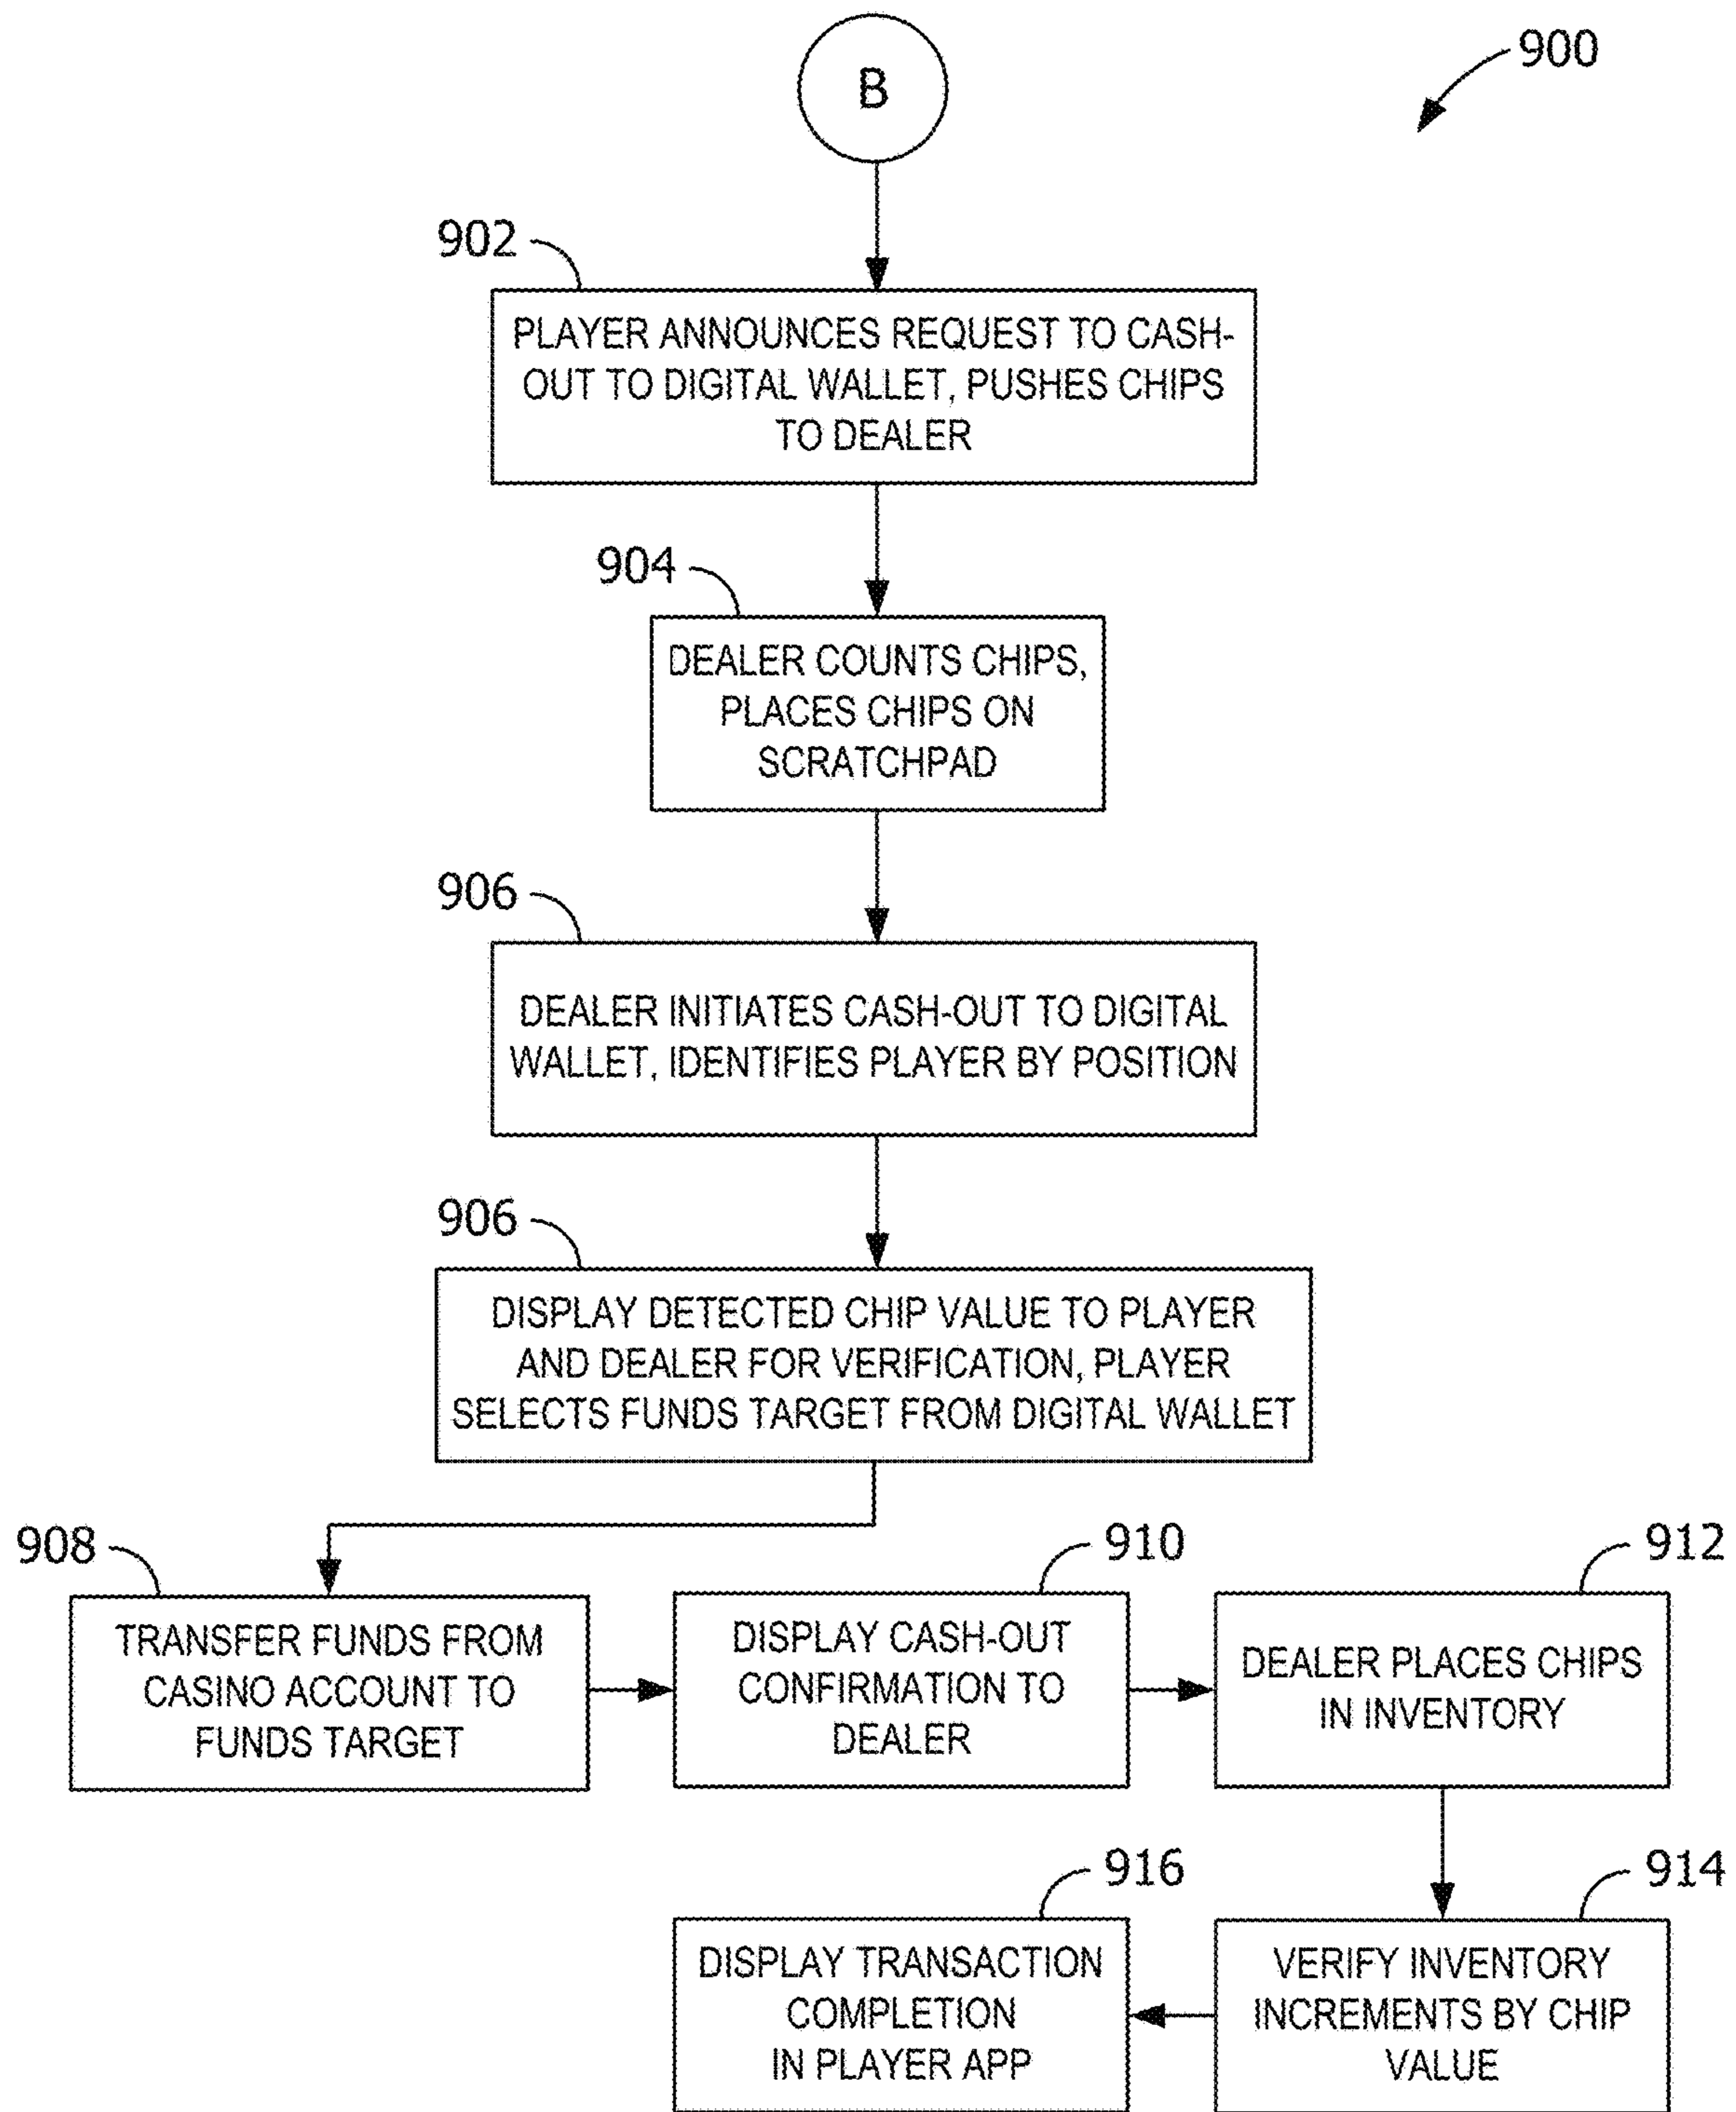 B
900
902
PLAYER ANNOUNCES REQUEST TO CASH-
OUT TO DIGITAL WALLET, PUSHES CHIPS
TO DEALER
904
DEALER COUNTS CHIPS,
PLACES CHIPS ON
SCRATCHPAD
906
DEALER INITIATES CASH-OUT TO DIGITAL
WALLET, IDENTIFIES PLAYER BY POSITION
906
DISPLAY DETECTED CHIP VALUE TO PLAYER
AND DEALER FOR VERIFICATION, PLAYER
SELECTS FUNDS TARGET FROM DIGITAL WALLET
908
TRANSFER FUNDS FROM
CASINO ACCOUNT TO
FUNDS TARGET
910
DISPLAY CASH-OUT
CONFIRMATION TO
DEALER
912
DEALER PLACES CHIPS
IN INVENTORY
914
VERIFY INVENTORY
INCREMENTS BY CHIP
VALUE
916
DISPLAY TRANSACTION
COMPLETION
IN PLAYER APP